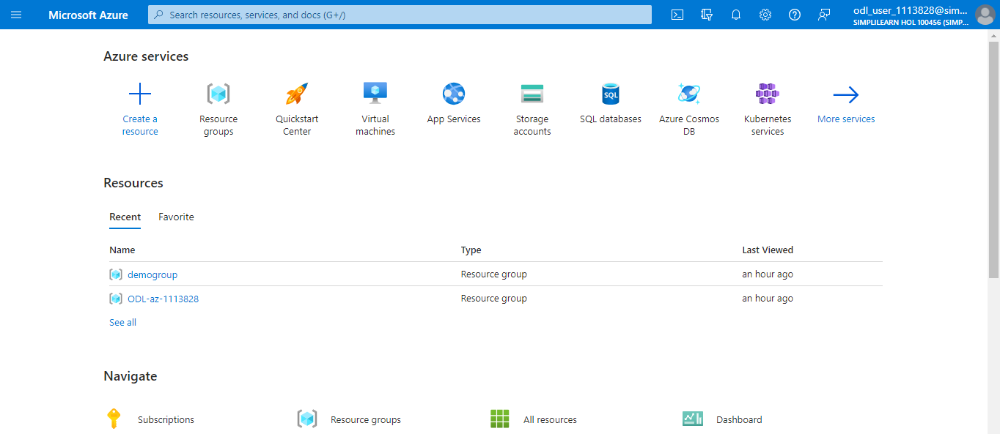 Microsoft Azure
Search resources, services, and docs (G+/)
odl_user_1113828@sim...
SIMPLILEARN HOL 100456 (SIMP...
Azure services
Create a
resource
Resource
groups
Quickstart
Center
Virtual
machines
App Services
Storage
accounts
SQL
SQL databases
Azure Cosmos
DB
Kubernetes
services
More services
Resources
Recent Favorite
Name Type Last Viewed
demogroup Resource group an hour ago
ODL-az-1113828 Resource group an hour ago
See all
Navigate
Subscriptions Resource groups All resources Dashboard